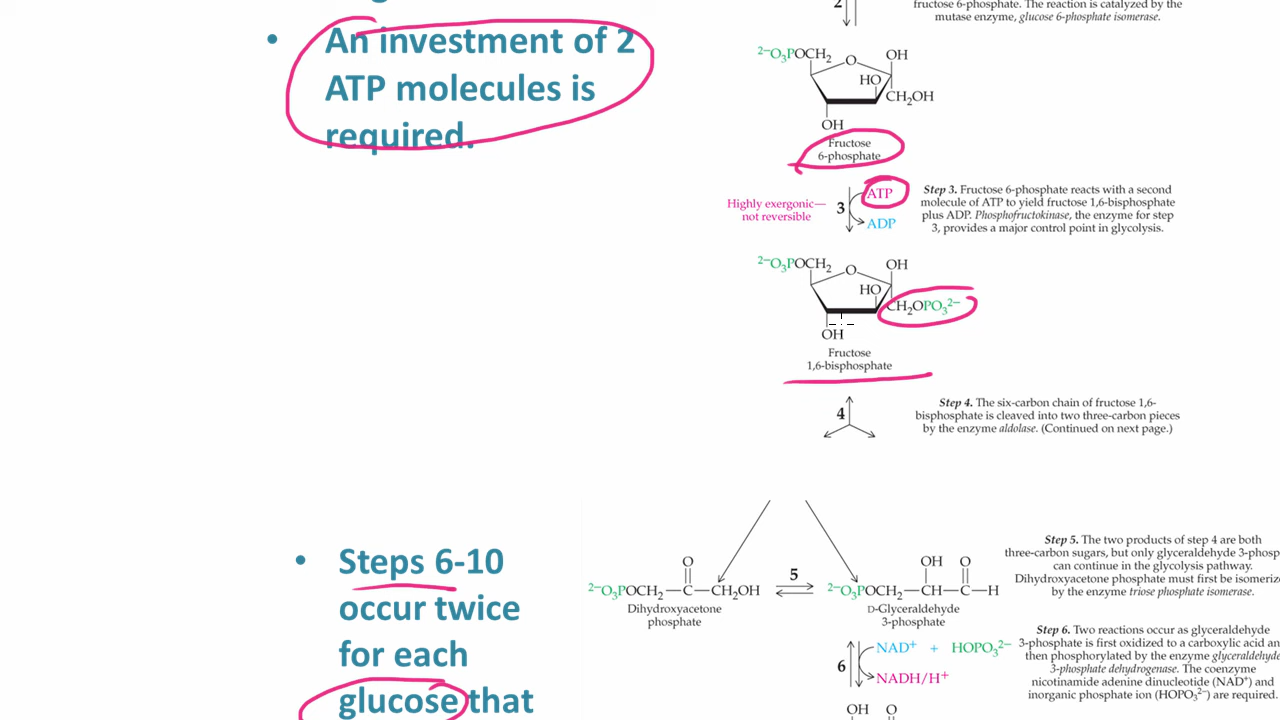 • An investment of 2
ATP molecules is
required.
2
fructose 6-phosphate. The reaction is catalyzed by the
mutase enzyme, glucose 6-phosphate isomerase.
2−O3POCH2
O
OH
HO
CH2OH
OH
Fructose
6-phosphate
Highly exergonic—
not reversible
3
ATP
ADP
Step 3. Fructose 6-phosphate reacts with a second
molecule of ATP to yield fructose 1,6-bisphosphate
plus ADP. Phosphofructokinase, the enzyme for step
3, provides a major control point in glycolysis.
2−O3POCH2
O
OH
HO
CH2OPO32−
OH
Fructose
1,6-bisphosphate
4
Step 4. The six-carbon chain of fructose 1,6-
bisphosphate is cleaved into two three-carbon pieces
by the enzyme aldolase. (Continued on next page.)
• Steps 6-10
occur twice
for each
glucose that
O
2−O3POCH2—C—CH2OH
Dihydroxyacetone
phosphate
5
OH O
2−O3POCH2—CH—C—H
D-Glyceraldehyde
3-phosphate
Step 5. The two products of step 4 are both
three-carbon sugars, but only glyceraldehyde 3-phosp
can continue in the glycolysis pathway.
Dihydroxyacetone phosphate must first be isomerize
by the enzyme triose phosphate isomerase.
6
NAD+ + HOPO32−
NADH/H+
Step 6. Two reactions occur as glyceraldehyde
3-phosphate is first oxidized to a carboxylic acid an
then phosphorylated by the enzyme glyceraldehyde
3-phosphate dehydrogenase. The coenzyme
nicotinamide adenine dinucleotide (NAD+) and
inorganic phosphate ion (HOPO32−) are required.
OH O